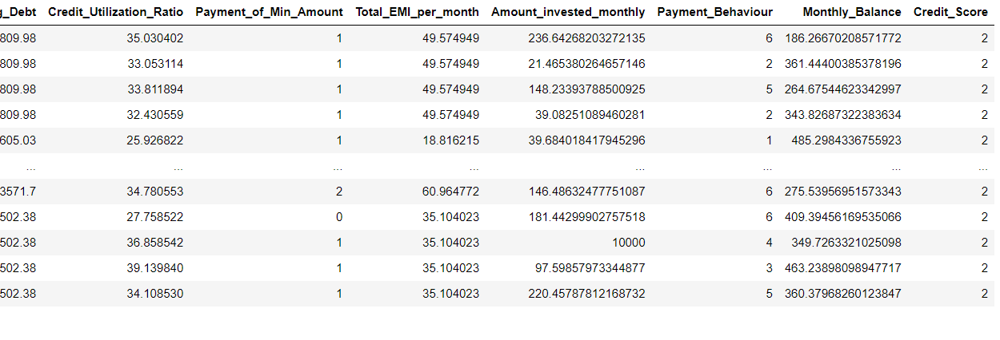 g_Debt Credit_Utilization_Ratio Payment_of_Min_Amount Total_EMI_per_month Amount_invested_monthly Payment_Behaviour Monthly_Balance Credit_Score
809.98 35.030402 1 49.574949 236.64268203272135 6 186.26670208571772 2
809.98 33.053114 1 49.574949 21.465380264657146 2 361.44400385378196 2
809.98 33.811894 1 49.574949 148.23393788500925 5 264.67544623342997 2
809.98 32.430559 1 49.574949 39.08251089460281 2 343.82687322383634 2
605.03 25.926822 1 18.816215 39.684018417945296 1 485.2984336755923 2
... ... ... ... ... ... ... ...
3571.7 34.780553 2 60.964772 146.48632477751087 6 275.53956951573343 2
502.38 27.758522 0 35.104023 181.44299902757518 6 409.39456169535066 2
502.38 36.858542 1 35.104023 10000 4 349.7263321025098 2
502.38 39.139840 1 35.104023 97.59857973344877 3 463.23898098947717 2
502.38 34.108530 1 35.104023 220.45787812168732 5 360.37968260123847 2